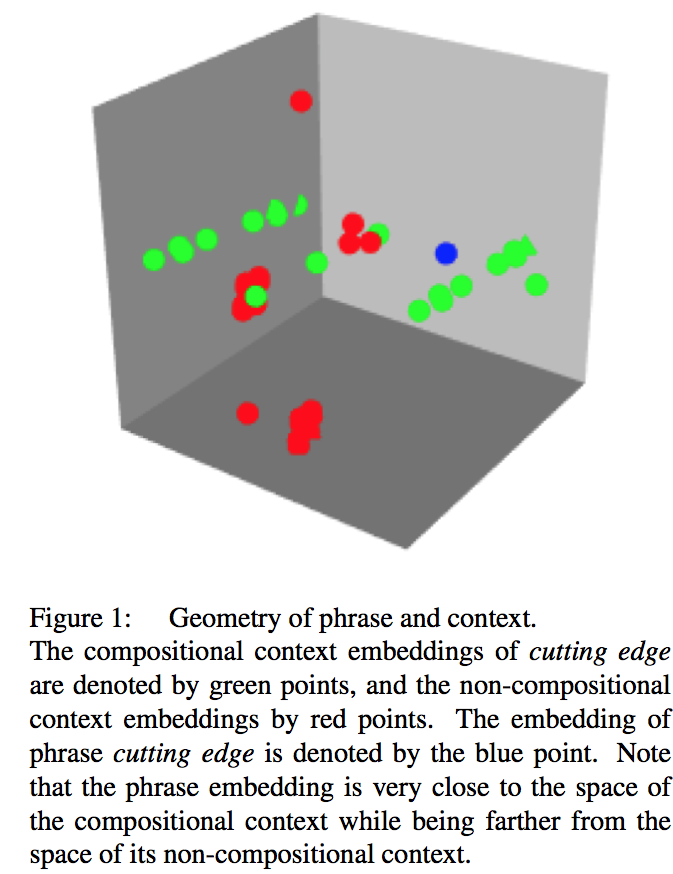 Figure 1: Geometry of phrase and context.
The compositional context embeddings of cutting edge
are denoted by green points, and the non-compositional
context embeddings by red points. The embedding of
phrase cutting edge is denoted by the blue point. Note
that the phrase embedding is very close to the space of
the compositional context while being farther from the
space of its non-compositional context.